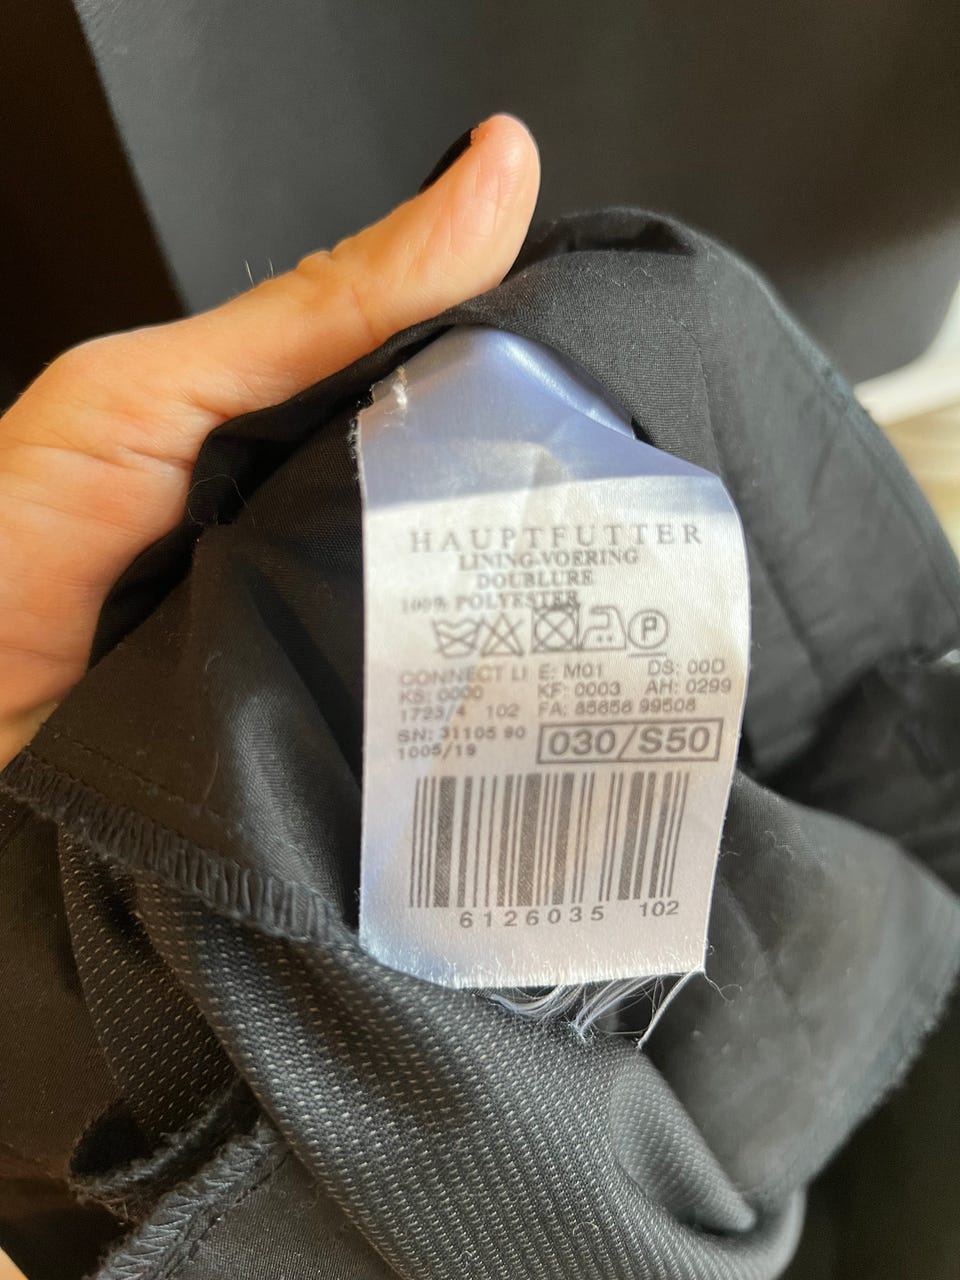 HAUPTFUTTER
LINING-VOERING
DOUBLURE
100% POLYESTER
P
CONNECT LI E: M01 DS: 00D
KS: 0000 KF: 0003 AH: 0299
1723/4 102 FA: 85656 99508
SN: 31105 80
1005/19
030/S50
6126035 102